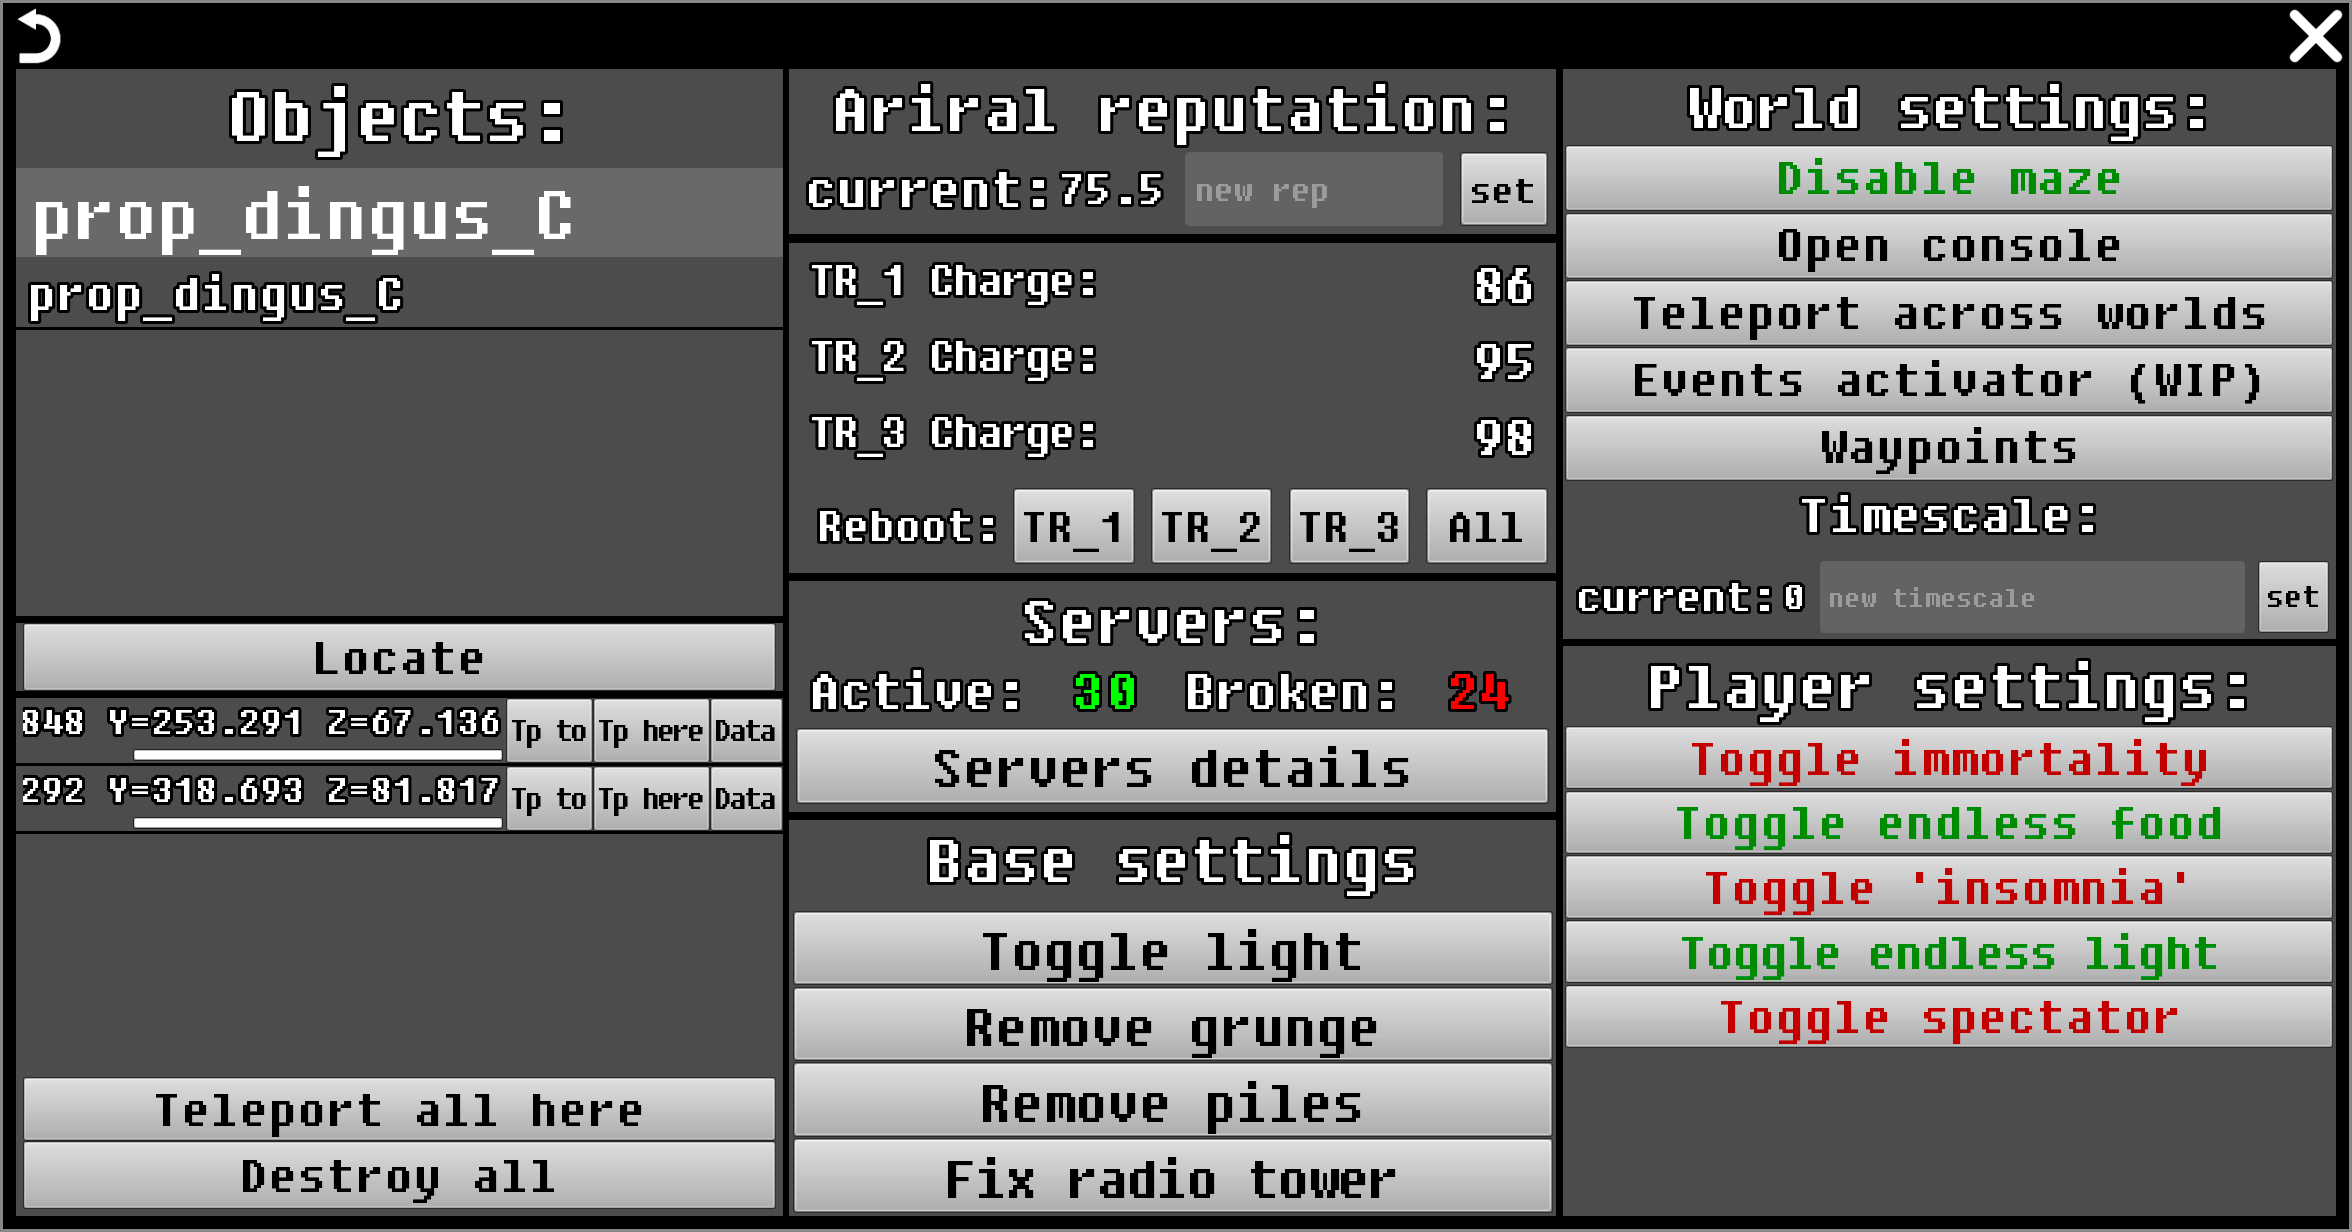 Objects:
prop_dingus_C
prop_dingus_C
Locate
848 Y=253.291 Z=67.136 Tp to Tp here Data
292 Y=318.693 Z=81.817 Tp to Tp here Data
Teleport all here
Destroy all
Ariral reputation:
current:75.5 new rep set
TR_1 Charge: 86
TR_2 Charge: 95
TR_3 Charge: 98
Reboot: TR_1 TR_2 TR_3 All
Servers:
Active: 30 Broken: 24
Servers details
Base settings
Toggle light
Remove grunge
Remove piles
Fix radio tower
World settings:
Disable maze
Open console
Teleport across worlds
Events activator (WIP)
Waypoints
Timescale:
current:0 new timescale set
Player settings:
Toggle immortality
Toggle endless food
Toggle 'insomnia'
Toggle endless light
Toggle spectator